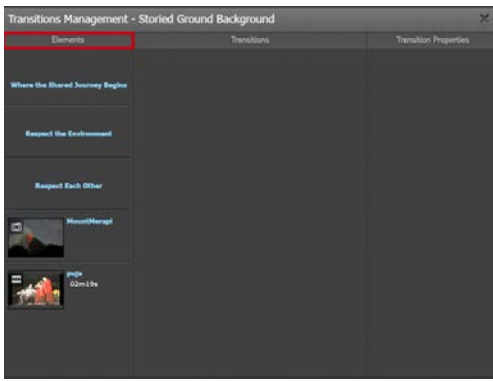 Transitions Management - Storied Ground Background
Elements
Transitions
Transition Properties
Where the Shared Journey Begins
Respect the Environment
Respect Each Other
MountMerapi
puja
02m19s